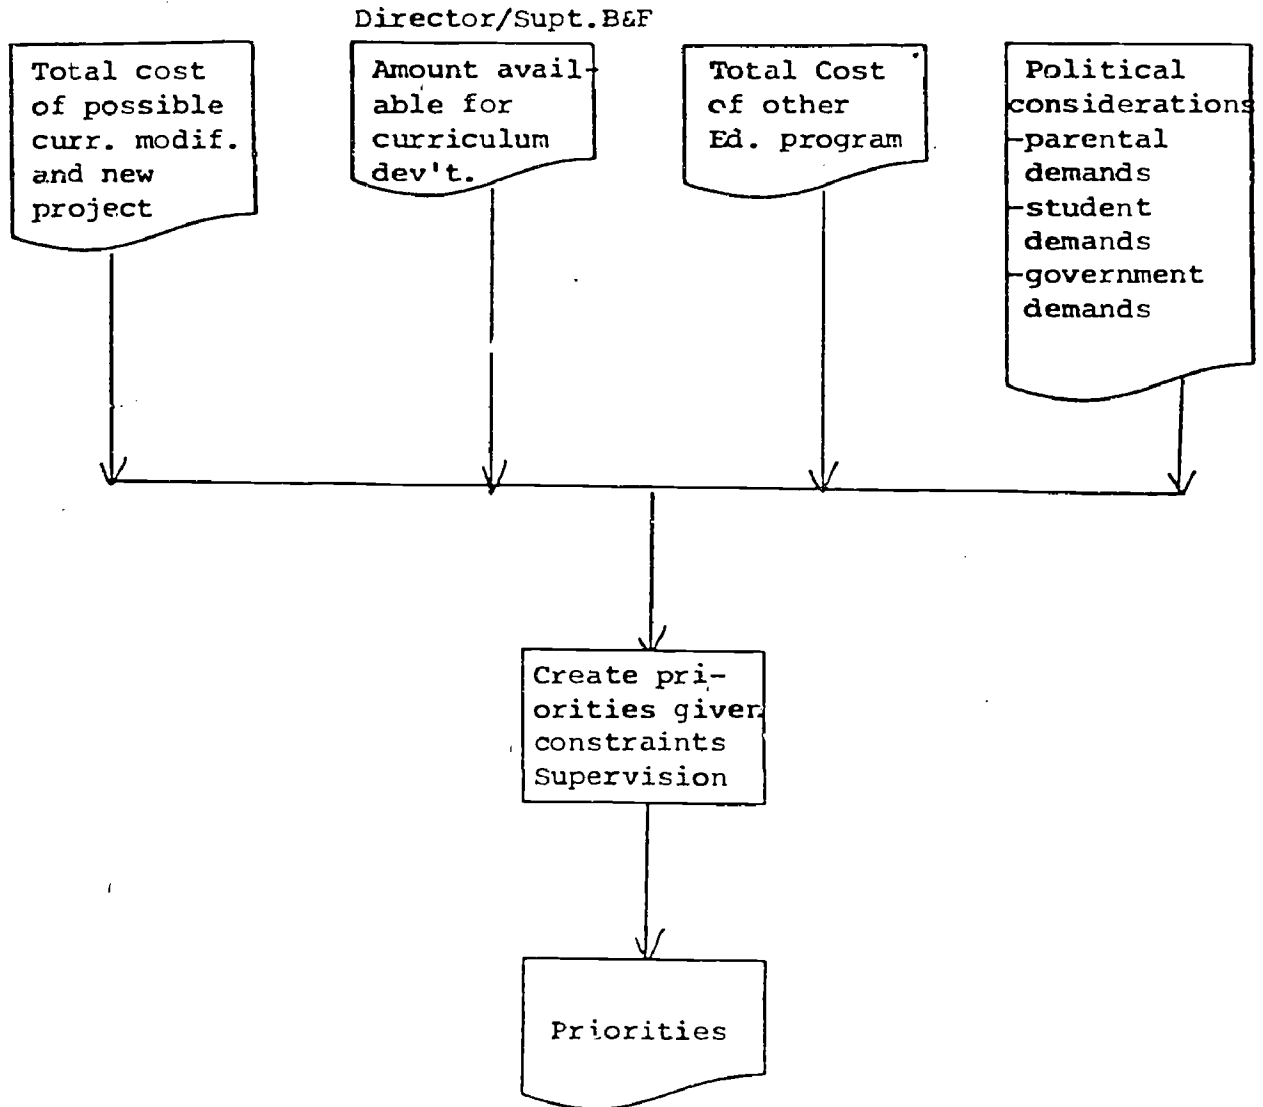 Director/Supt.B&F
Total cost
of possible
curr. modif.
and new
project
Amount avail-
able for
curriculum
dev't.
Total Cost
of other
Ed. program
Political
considerations
-parental
demands
-student
demands
-government
demands
Create pri-
orities given
constraints
Supervision
Priorities